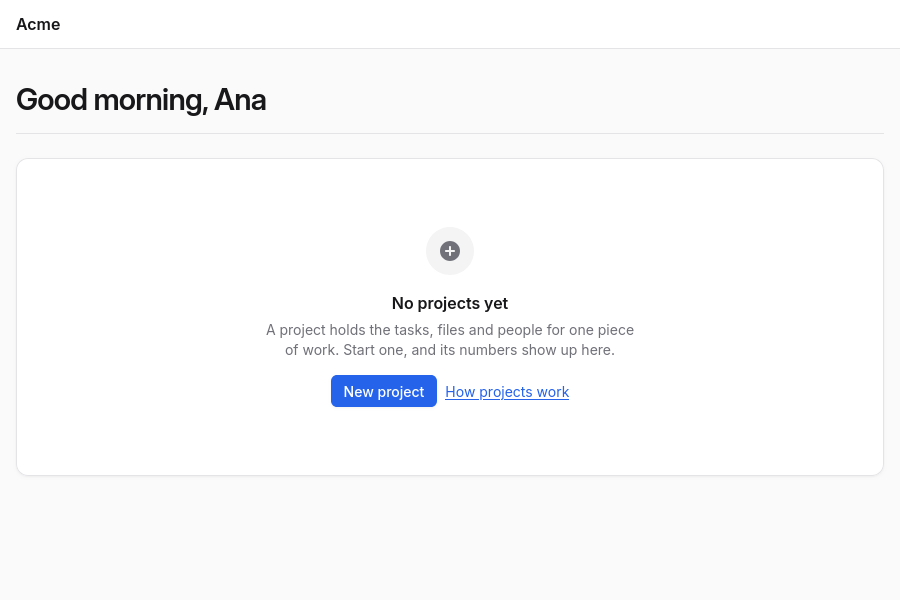 Acme
Good morning, Ana
No projects yet
A project holds the tasks, files and people for one piece
of work. Start one, and its numbers show up here.
New project
How projects work